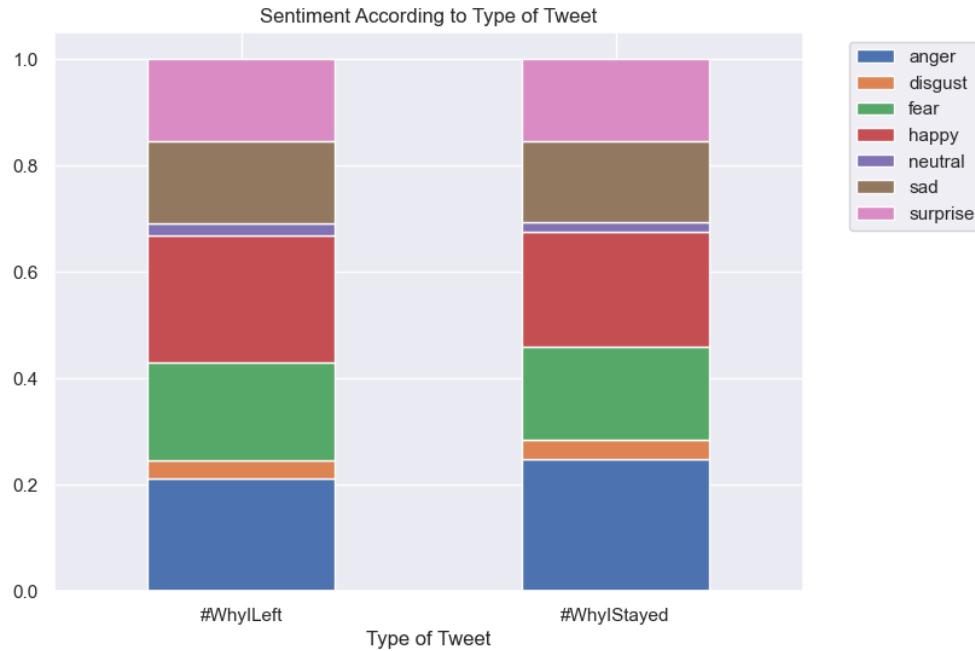 Sentiment According to Type of Tweet
1.0
0.8
0.6
0.4
0.2
0.0
#WhyILeft
#WhyIStayed
Type of Tweet
anger
disgust
fear
happy
neutral
sad
surprise